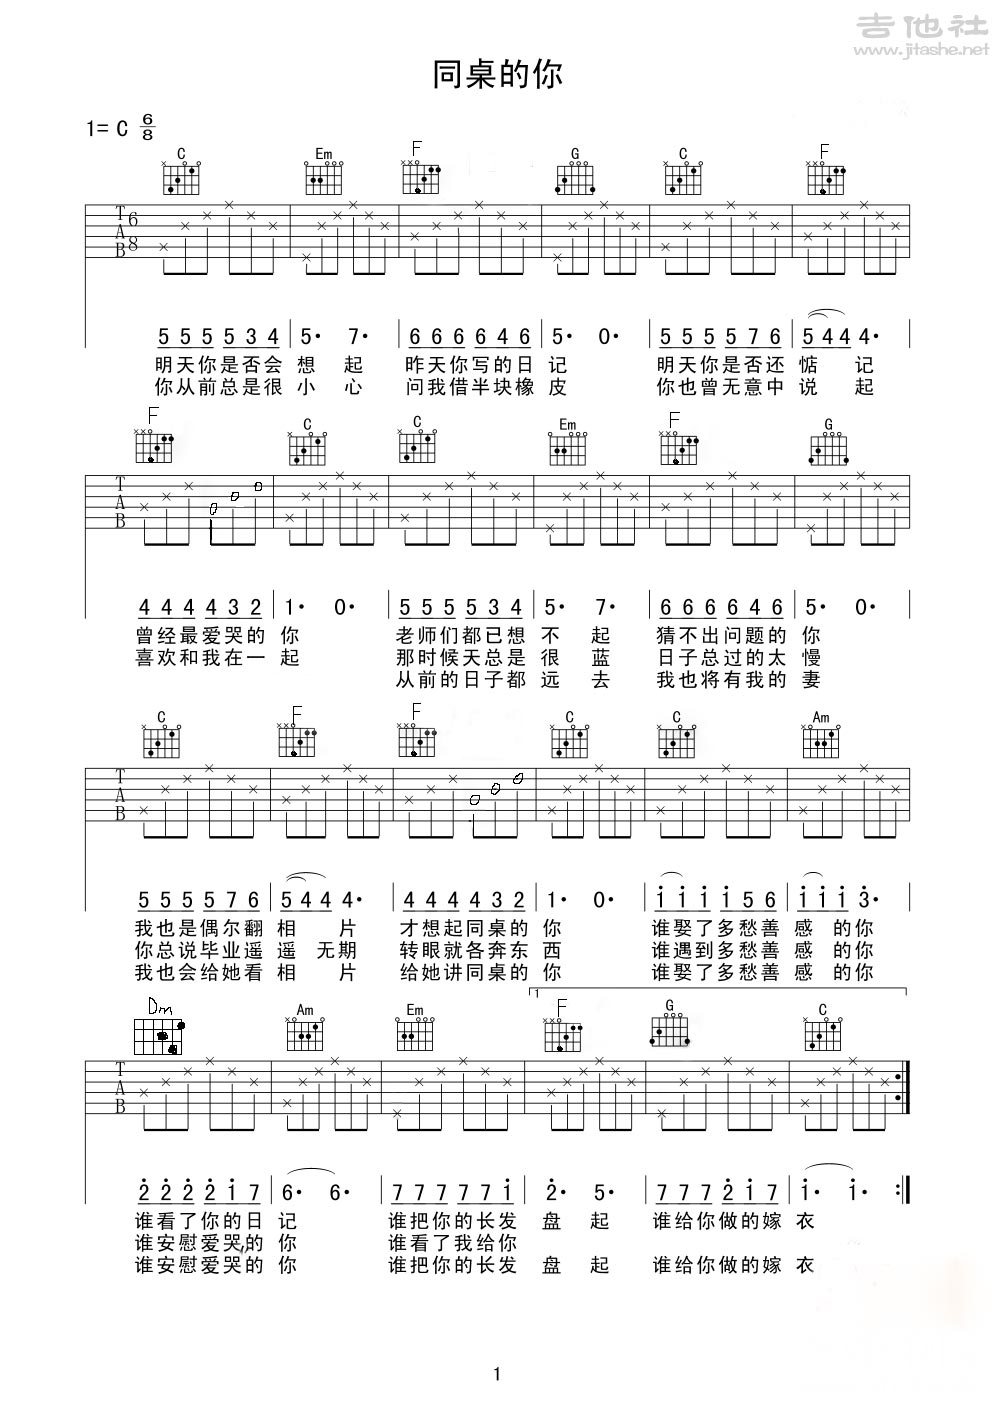 吉他社
www.jitashe.net
同桌的你
1= C 6/8
C Em F G C F
T A B 6 8
5 5 5 5 3 4 5· 7· 6 6 6 6 4 6 5· 0· 5 5 5 5 7 6 5 4 4 4·
明天你是否会 想 起 昨天你写的日 记 明天你是否还 惦 记
你从前总是很 小 心 问我借半块橡 皮 你也曾无意中 说 起
F C C Em F G
T A B
4 4 4 4 3 2 1· 0· 5 5 5 5 3 4 5· 7· 6 6 6 6 4 6 5· 0·
曾经最爱哭的 你 老师们都已想 不 起 猜不出问题的 你
喜欢和我在一 起 那时候天总是 很 蓝 日子总过的太 慢
从前的日子都 远 去 我也将有我的 妻
C F F C C Am
T A B
5 5 5 5 7 6 5 4 4 4· 4 4 4 4 3 2 1· 0· i i i i 5 6 i i i 3·
我也是偶尔翻 相 片 才想起同桌的 你 谁娶了多愁善 感 的你
你总说毕业遥 遥 无期 转眼就各奔东 西 谁遇到多愁善 感 的你
我也会给她看 相 片 给她讲同桌的 你 谁娶了多愁善 感 的你
1
Dm Am Em F G C
T A B
2 2 2 2 i 7 6· 6· 7 7 7 7 7 i 2· 5· 7 7 7 2 i 7 i· i· :
谁看了你的日 记 谁把你的长发 盘 起 谁给你做的嫁 衣
谁安慰爱哭的 你 谁看了我给你
谁安慰爱哭的 你 谁把你的长发 盘 起 谁给你做的嫁 衣
1